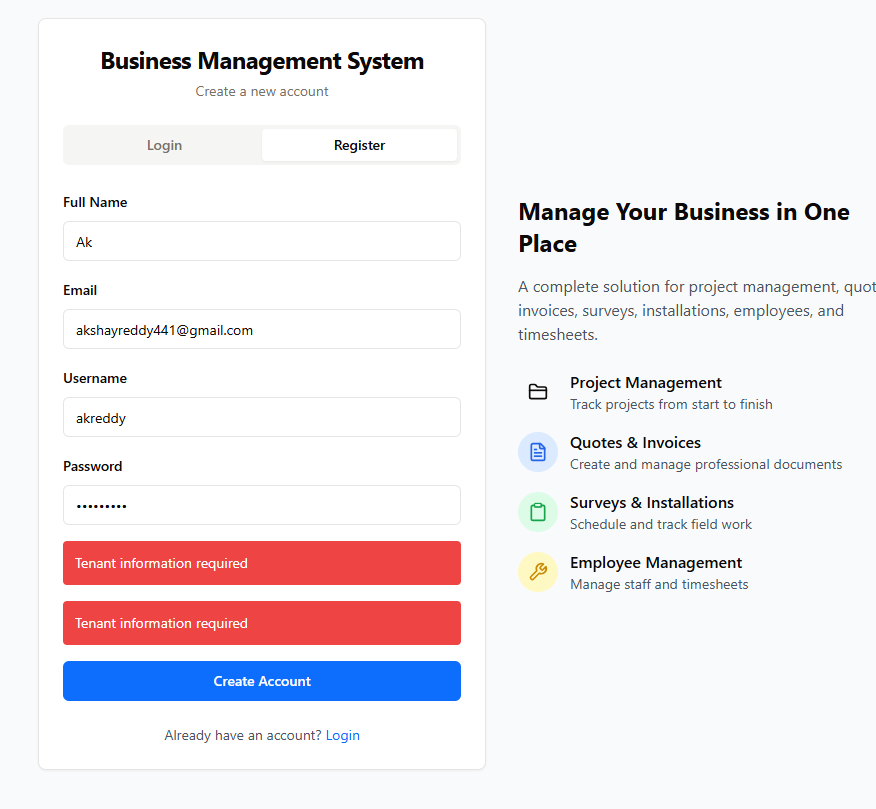 Business Management System
Create a new account
Login
Register
Full Name
Ak
Email
akshayreddy441@gmail.com
Username
akreddy
Password
•••••••••
Tenant information required
Tenant information required
Create Account
Already have an account? Login
Manage Your Business in One
Place
A complete solution for project management, quot
invoices, surveys, installations, employees, and
timesheets.
Project Management
Track projects from start to finish
Quotes & Invoices
Create and manage professional documents
Surveys & Installations
Schedule and track field work
Employee Management
Manage staff and timesheets